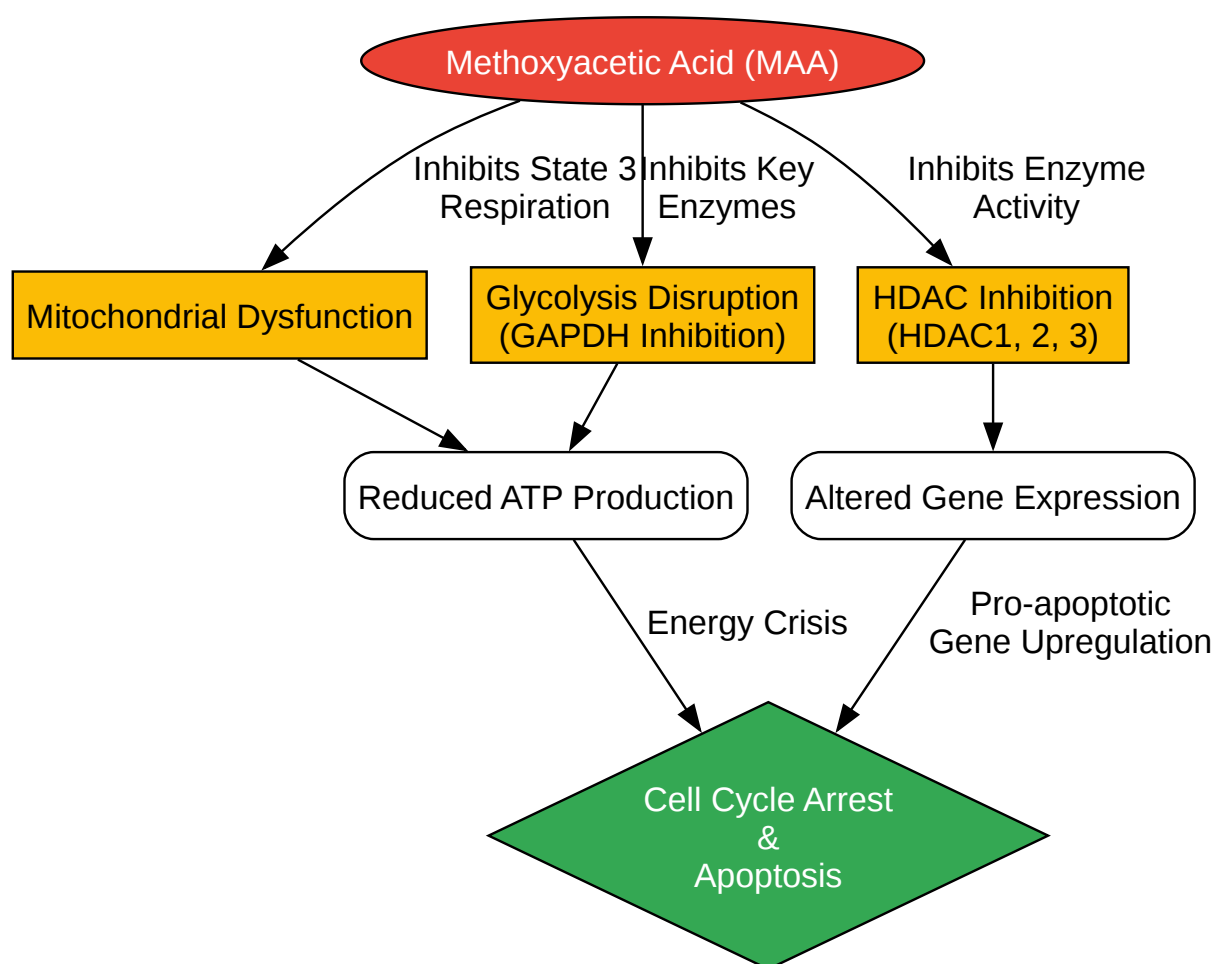 Methoxyacetic Acid (MAA)
Inhibits State 3
Respiration
Inhibits Key
Enzymes
Inhibits Enzyme
Activity
Mitochondrial Dysfunction
Glycolysis Disruption
(GAPDH Inhibition)
HDAC Inhibition
(HDAC1, 2, 3)
Reduced ATP Production
Altered Gene Expression
Energy Crisis
Pro-apoptotic
Gene Upregulation
Cell Cycle Arrest
&
Apoptosis